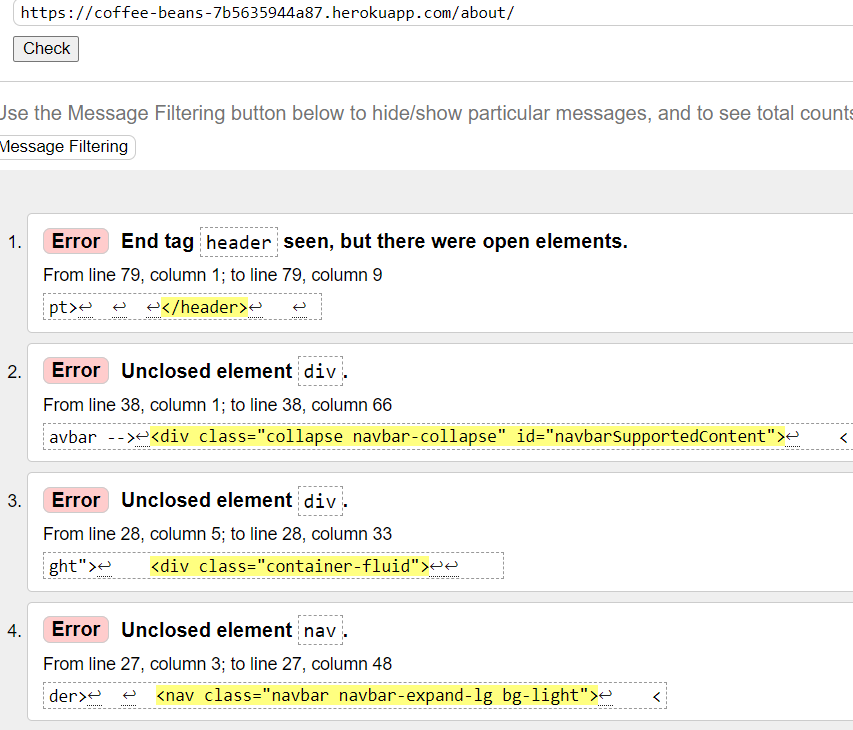 https://coffee-beans-7b5635944a87.herokuapp.com/about/
Check
Use the Message Filtering button below to hide/show particular messages, and to see total counts
Message Filtering
1. Error End tag header seen, but there were open elements.
From line 79, column 1; to line 79, column 9
pt>↩ ↩ ↩</header>↩ ↩
2. Error Unclosed element div.
From line 38, column 1; to line 38, column 66
avbar -->↩<div class="collapse navbar-collapse" id="navbarSupportedContent">↩ <
3. Error Unclosed element div.
From line 28, column 5; to line 28, column 33
ght">↩ <div class="container-fluid">↩↩
4. Error Unclosed element nav.
From line 27, column 3; to line 27, column 48
der>↩ ↩ <nav class="navbar navbar-expand-lg bg-light">↩ <